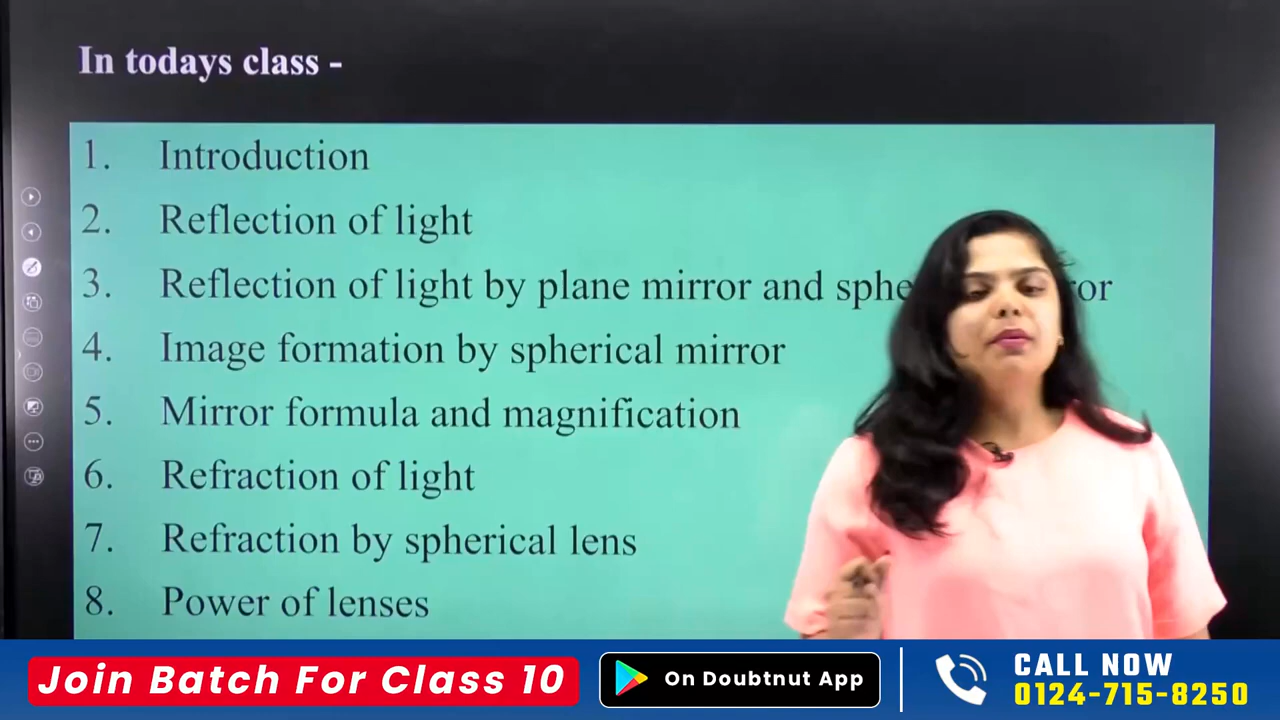 In todays class -
1. Introduction
2. Reflection of light
3. Reflection of light by plane mirror and
4. Image formation by spherical mirror
5. Mirror formula and magnification
6. Refraction of light
7. Refraction by spherical lens
8. Power of lenses
Join Batch For Class 10
On Doubtnut App
CALL NOW
0124-715-8250